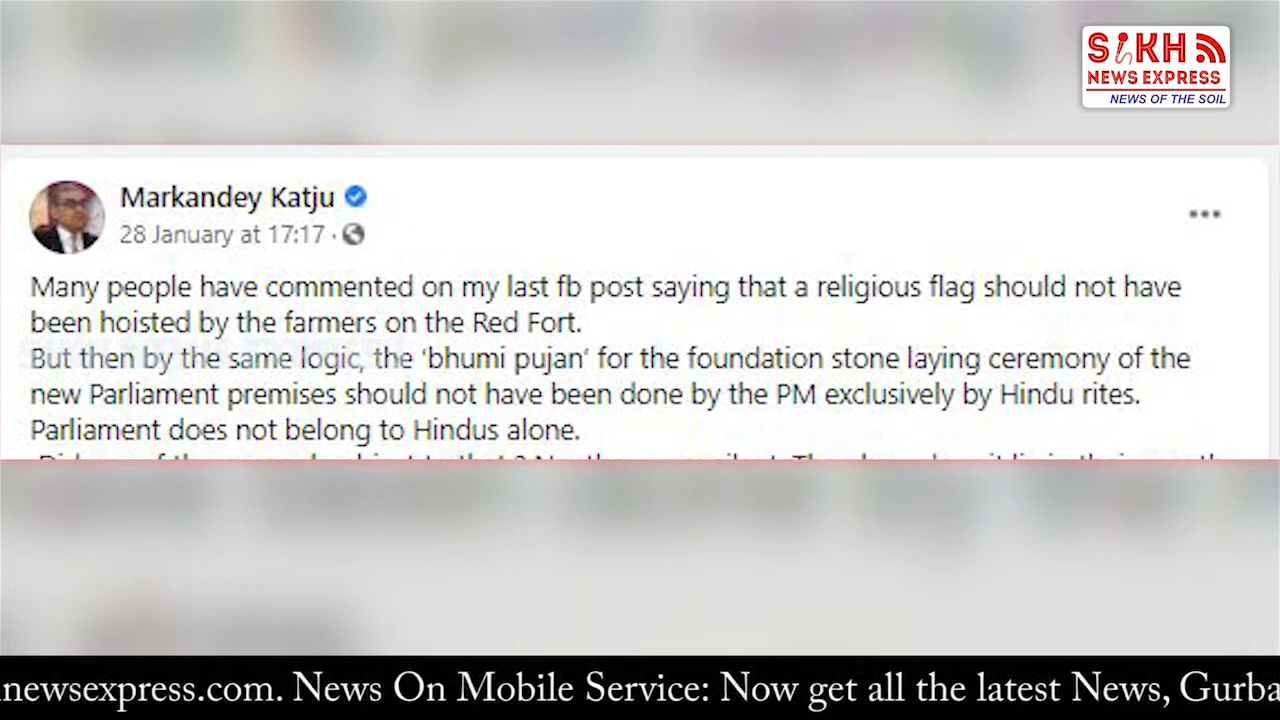 SIKH
NEWS EXPRESS
NEWS OF THE SOIL
Markandey Katju
28 January at 17:17 ·
Many people have commented on my last fb post saying that a religious flag should not have
been hoisted by the farmers on the Red Fort.
But then by the same logic, the 'bhumi pujan' for the foundation stone laying ceremony of the
new Parliament premises should not have been done by the PM exclusively by Hindu rites.
Parliament does not belong to Hindus alone.
newsexpress.com. News On Mobile Service: Now get all the latest News, Gurba